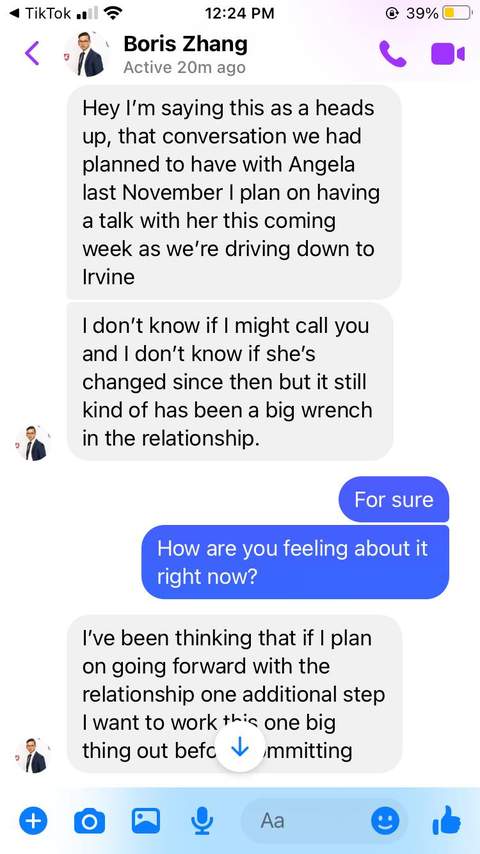 TikTok
12:24 PM
39%
Boris Zhang
Active 20m ago
Hey I'm saying this as a heads
up, that conversation we had
planned to have with Angela
last November I plan on having
a talk with her this coming
week as we're driving down to
Irvine
I don't know if I might call you
and I don't know if she's
changed since then but it still
kind of has been a big wrench
in the relationship.
For sure
How are you feeling about it
right now?
I've been thinking that if I plan
on going forward with the
relationship one additional step
I want to work this one big
thing out
Aa